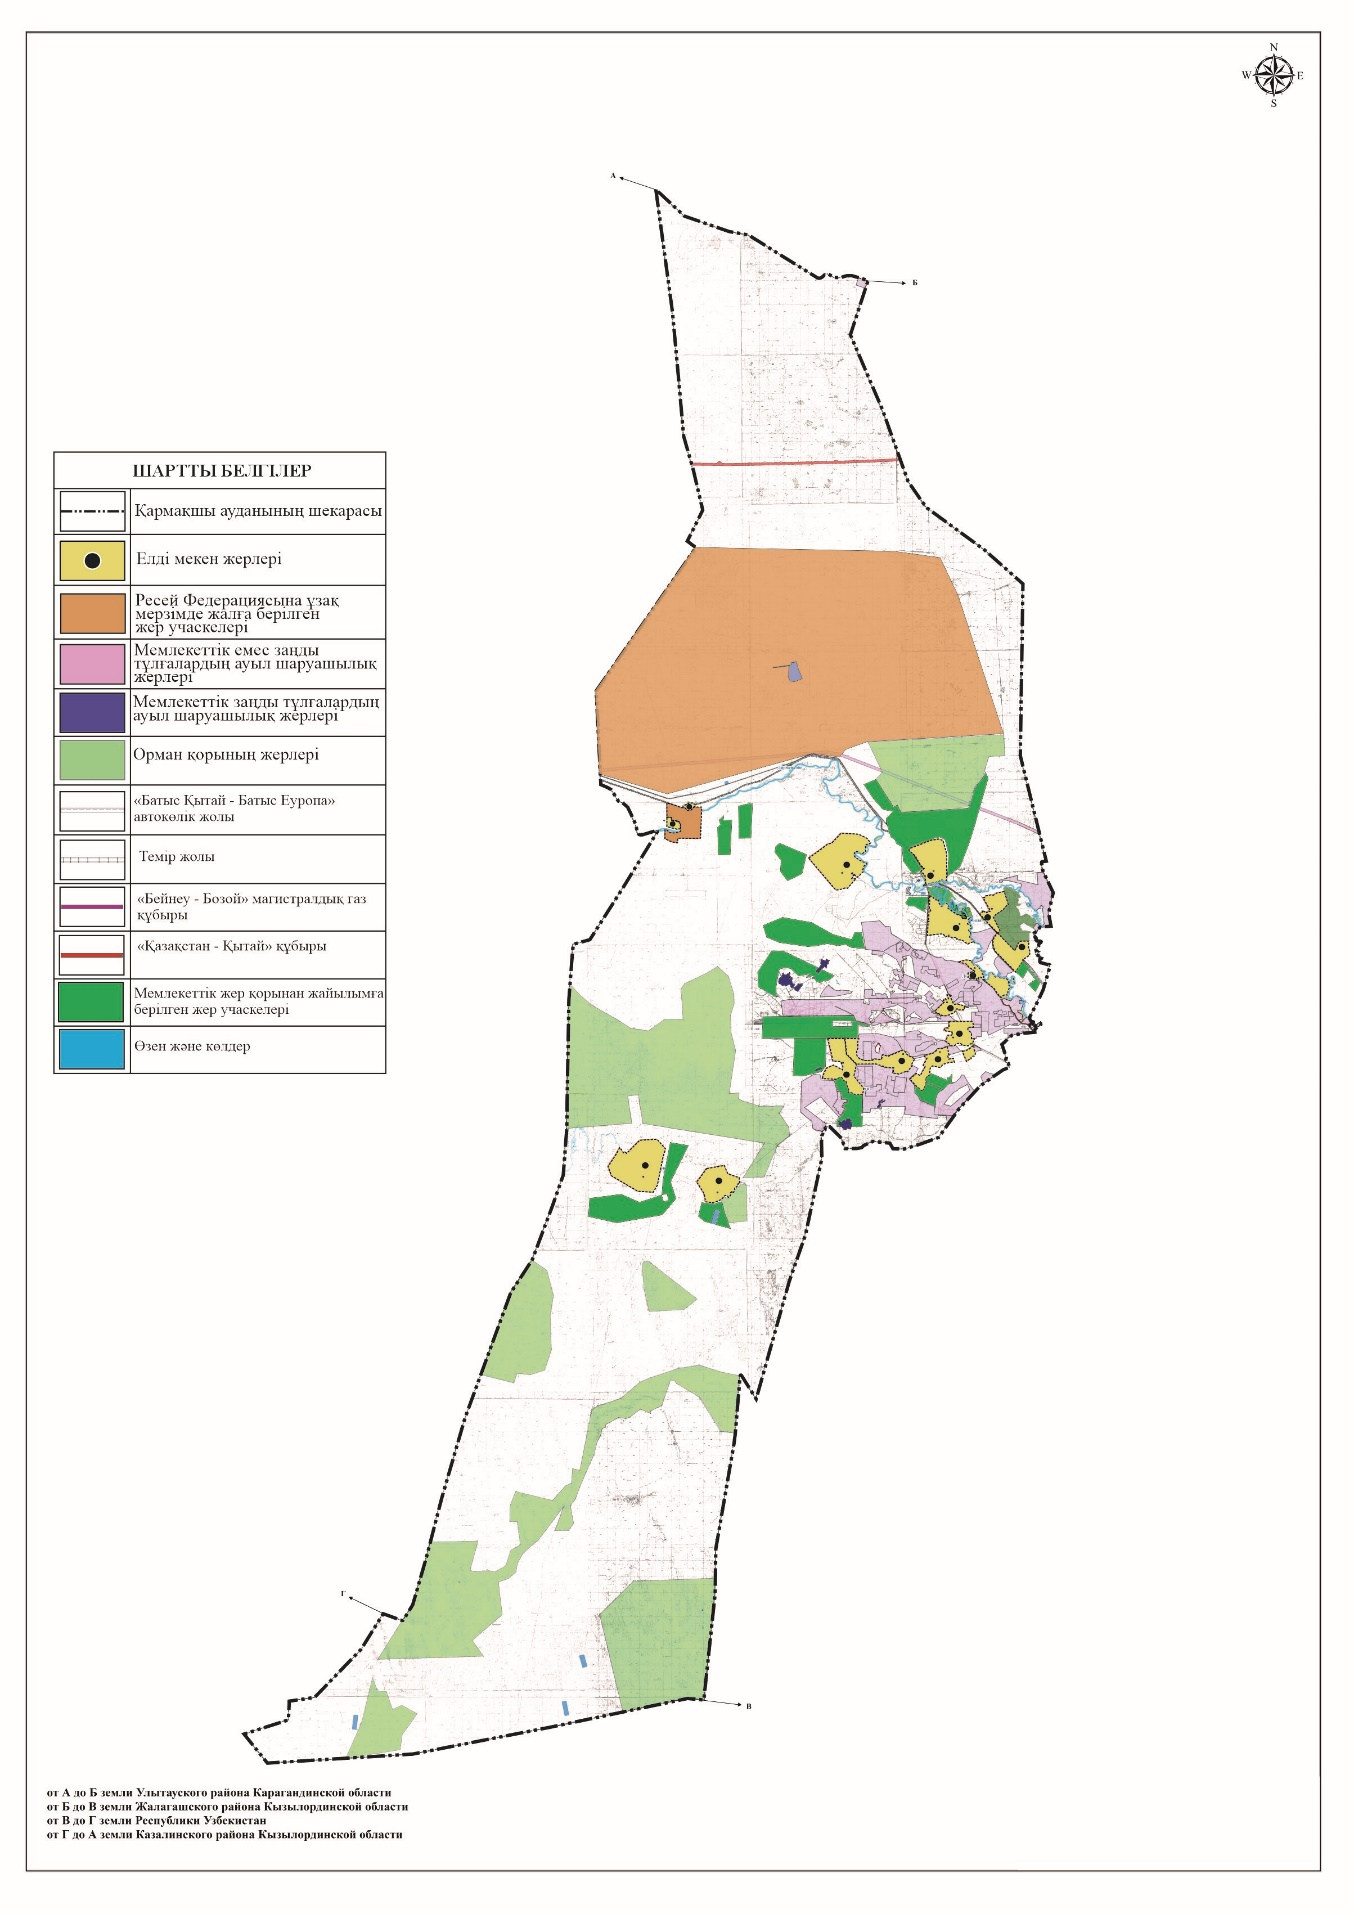 N
W E
S
А
Б
ШАРТТЫ БЕЛГІЛЕР
Қармақшы ауданының шекарасы
Елді мекен жерлері
Ресей Федерациясына ұзақ
мерзімде жалға берілген
жер учаскелері
Мемлекеттік емес заңды
тұлғалардың ауыл шаруашылық
жерлері
Мемлекеттік заңды тұлғалардың
ауыл шаруашылық жерлері
Орман қорының жерлері
«Батыс Қытай - Батыс Еуропа»
автокөлік жолы
Темір жолы
«Бейнеу - Бозой» магистралдық газ
құбыры
«Қазақстан - Қытай» құбыры
Мемлекеттік жер қорынан жайылымға
берілген жер учаскелері
Өзен және көлдер
Г
В
от А до Б земли Улытауского района Карагандинской области
от Б до В земли Жалагашского района Кызылординской области
от В до Г земли Республики Узбекистан
от Г до А земли Казалинского района Кызылординской области